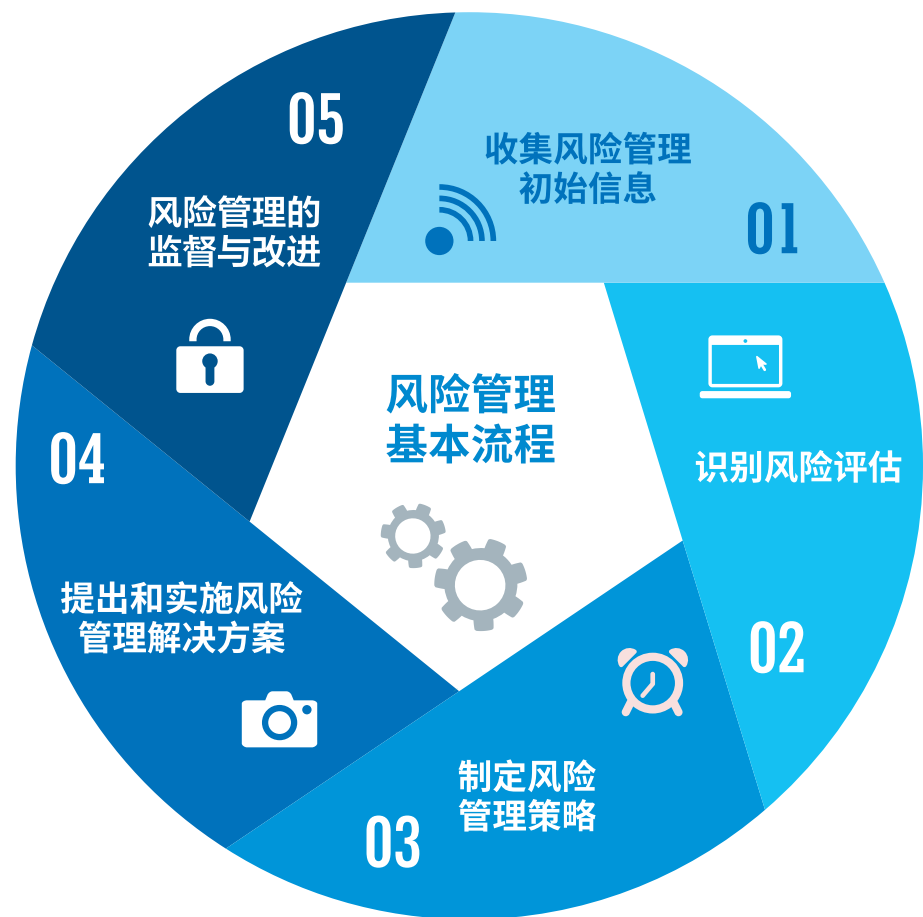 风险管理
基本流程
收集风险管理
初始信息
01
识别风险评估
02
制定风险
管理策略
03
提出和实施风险
管理解决方案
04
05
风险管理的
监督与改进